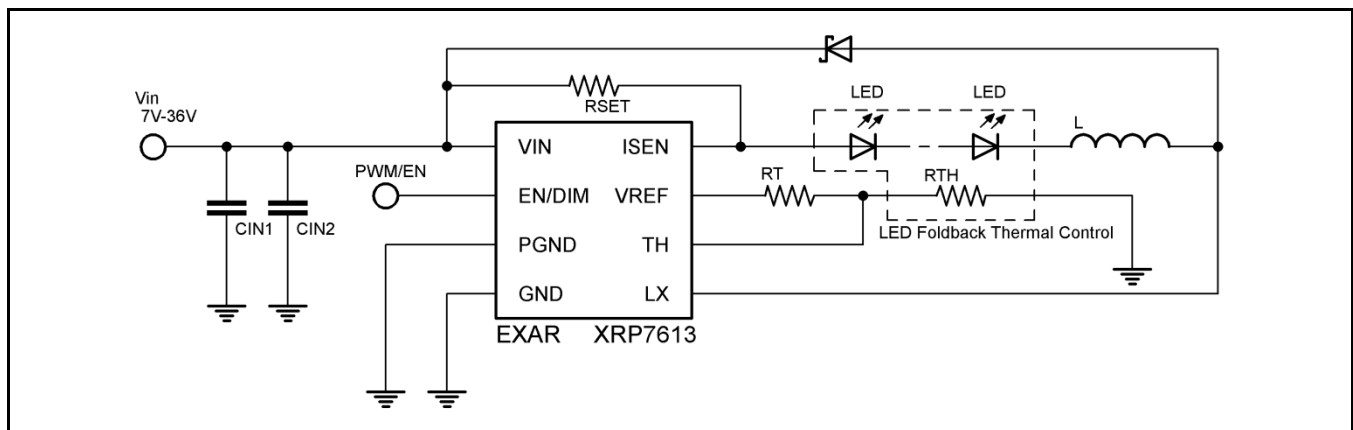 Vin
7V-36V
RSET
LED LED
L
VIN ISEN
PWM/EN
EN/DIM VREF
RT
RTH
CIN1 CIN2
PGND TH
LED Foldback Thermal Control
GND LX
EXAR XRP7613